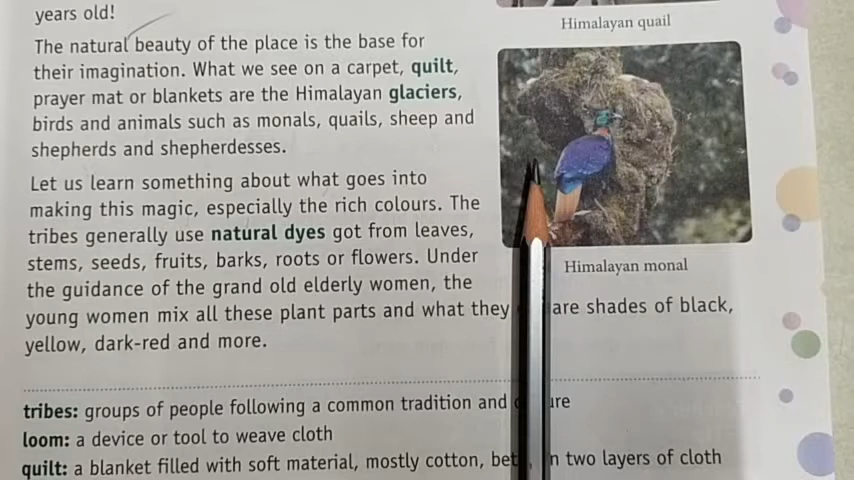 years old!
Himalayan quail
The natural beauty of the place is the base for
their imagination. What we see on a carpet, quilt,
prayer mat or blankets are the Himalayan glaciers,
birds and animals such as monals, quails, sheep and
shepherds and shepherdesses.
Let us learn something about what goes into
making this magic, especially the rich colours. The
tribes generally use natural dyes got from leaves,
stems, seeds, fruits, barks, roots or flowers. Under
the guidance of the grand old elderly women, the
Himalayan monal
young women mix all these plant parts and what they are shades of black,
yellow, dark-red and more.
tribes: groups of people following a common tradition and
loom: a device or tool to weave cloth
quilt: a blanket filled with soft material, mostly cotton, two layers of cloth